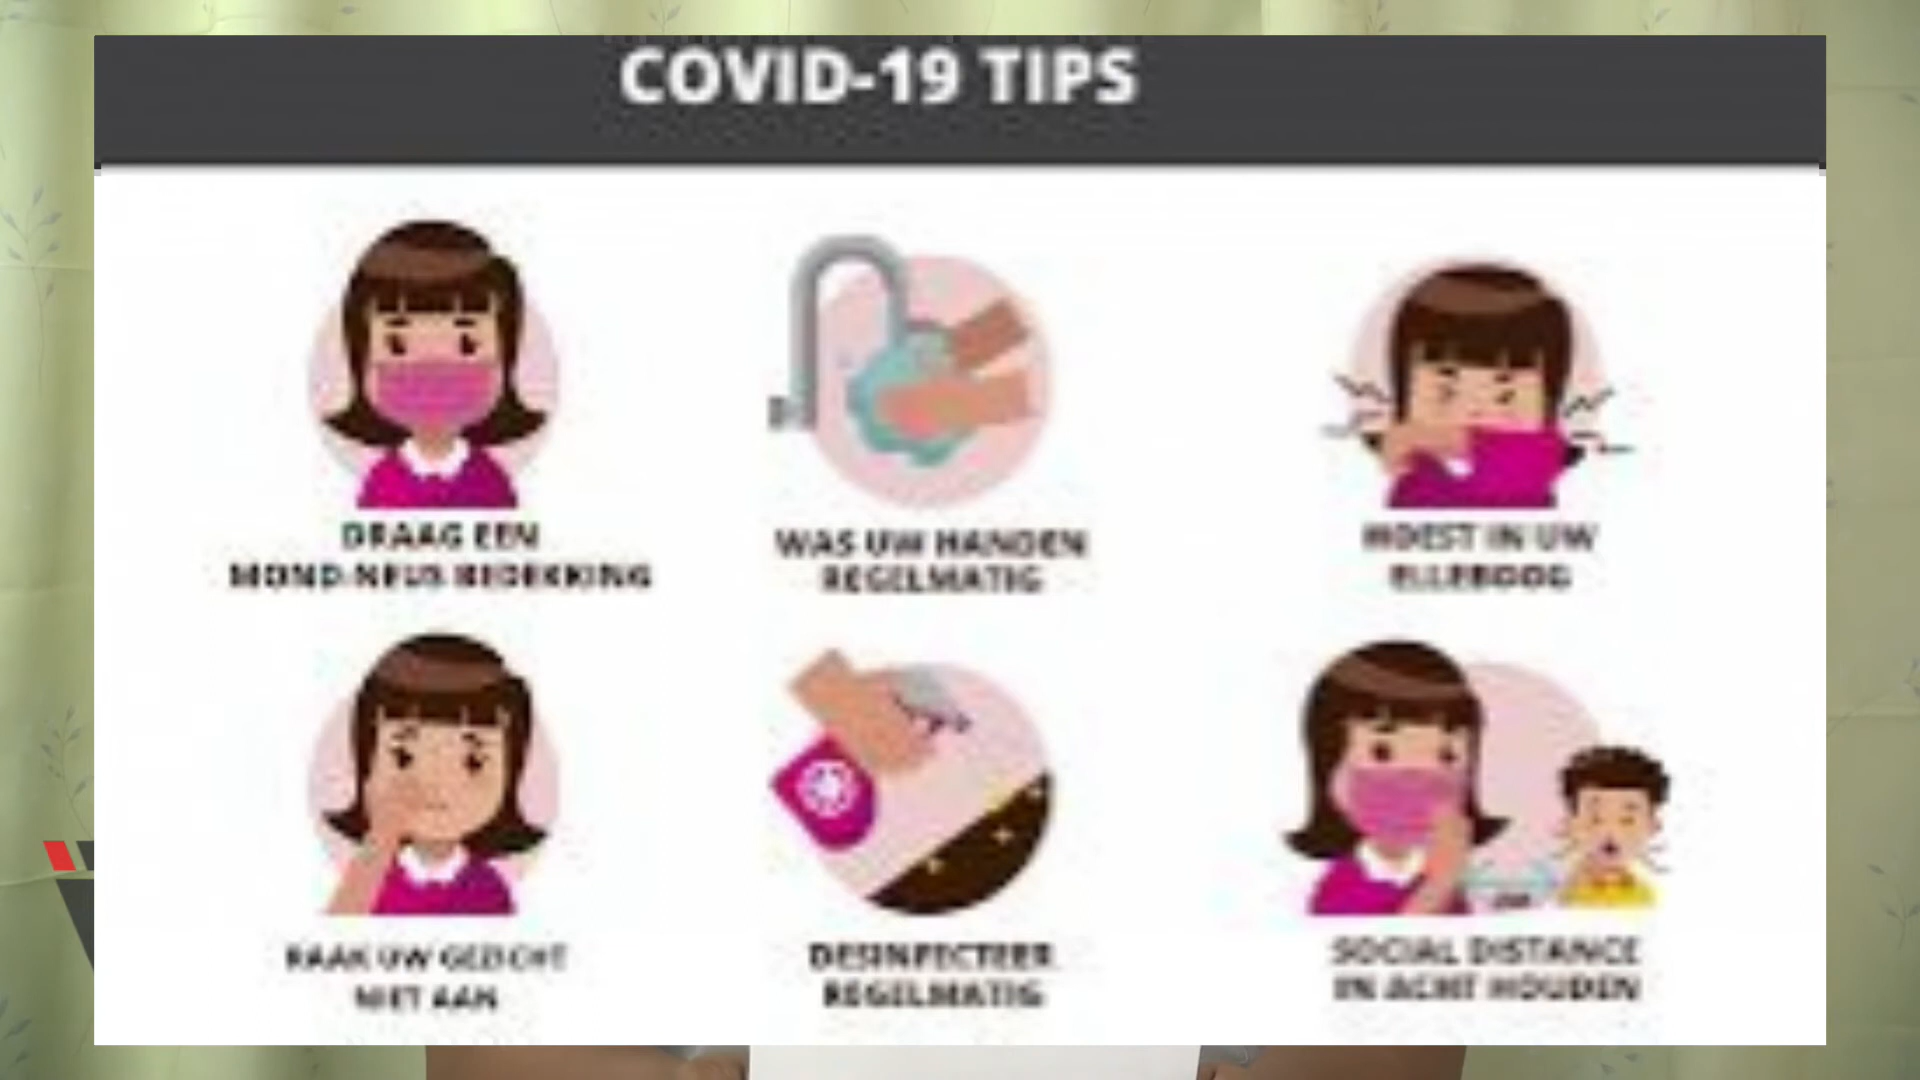 COVID-19 TIPS
DRAAG EEN
MOND-NEUS BEDEKKING
WAS UW HANDEN
REGELMATIG
HOEST IN UW
ELLEBOOG
RAAK UW GEZICHT
NIET AAN
DESINFECTEER
REGELMATIG
SOCIAL DISTANCE
IN ACHT HOUDEN